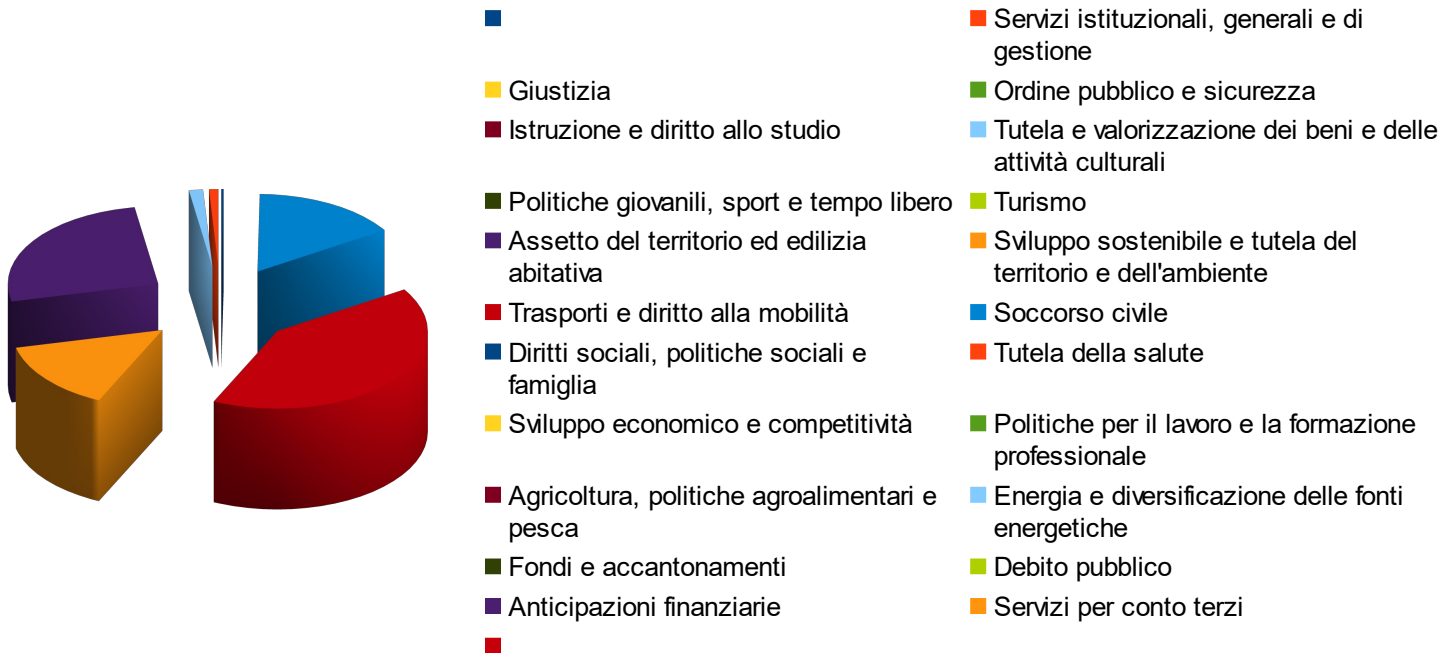 Servizi istituzionali, generali e di
gestione
Giustizia
Ordine pubblico e sicurezza
Istruzione e diritto allo studio
Tutela e valorizzazione dei beni e delle
attività culturali
Politiche giovanili, sport e tempo libero
Turismo
Assetto del territorio ed edilizia
abitativa
Sviluppo sostenibile e tutela del
territorio e dell'ambiente
Trasporti e diritto alla mobilità
Soccorso civile
Diritti sociali, politiche sociali e
famiglia
Tutela della salute
Sviluppo economico e competitività
Politiche per il lavoro e la formazione
professionale
Agricoltura, politiche agroalimentari e
pesca
Energia e diversificazione delle fonti
energetiche
Fondi e accantonamenti
Debito pubblico
Anticipazioni finanziarie
Servizi per conto terzi